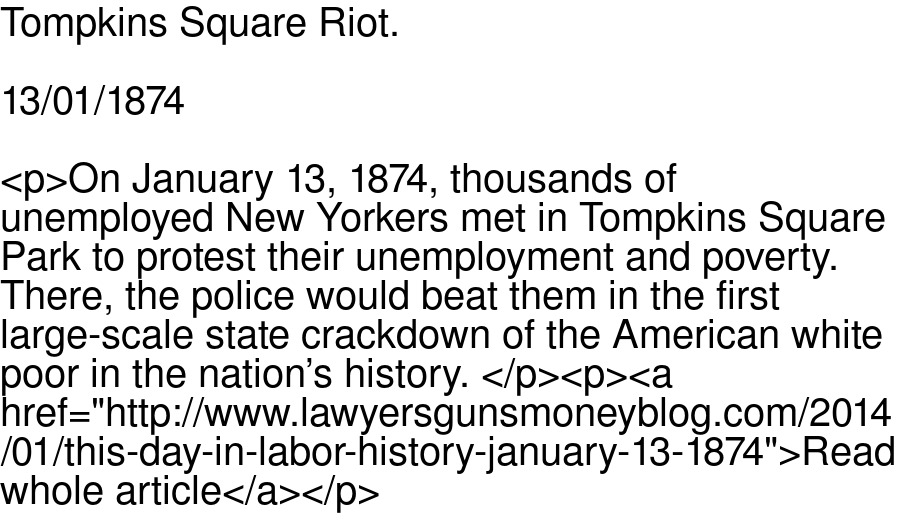 Tompkins Square Riot.
13/01/1874
<p>On January 13, 1874, thousands of
unemployed New Yorkers met in Tompkins Square
Park to protest their unemployment and poverty.
There, the police would beat them in the first
large-scale state crackdown of the American white
poor in the nation’s history. </p><p><a
href="http://www.lawyersgunsmoneyblog.com/2014
/01/this-day-in-labor-history-january-13-1874">Read
whole article</a></p>